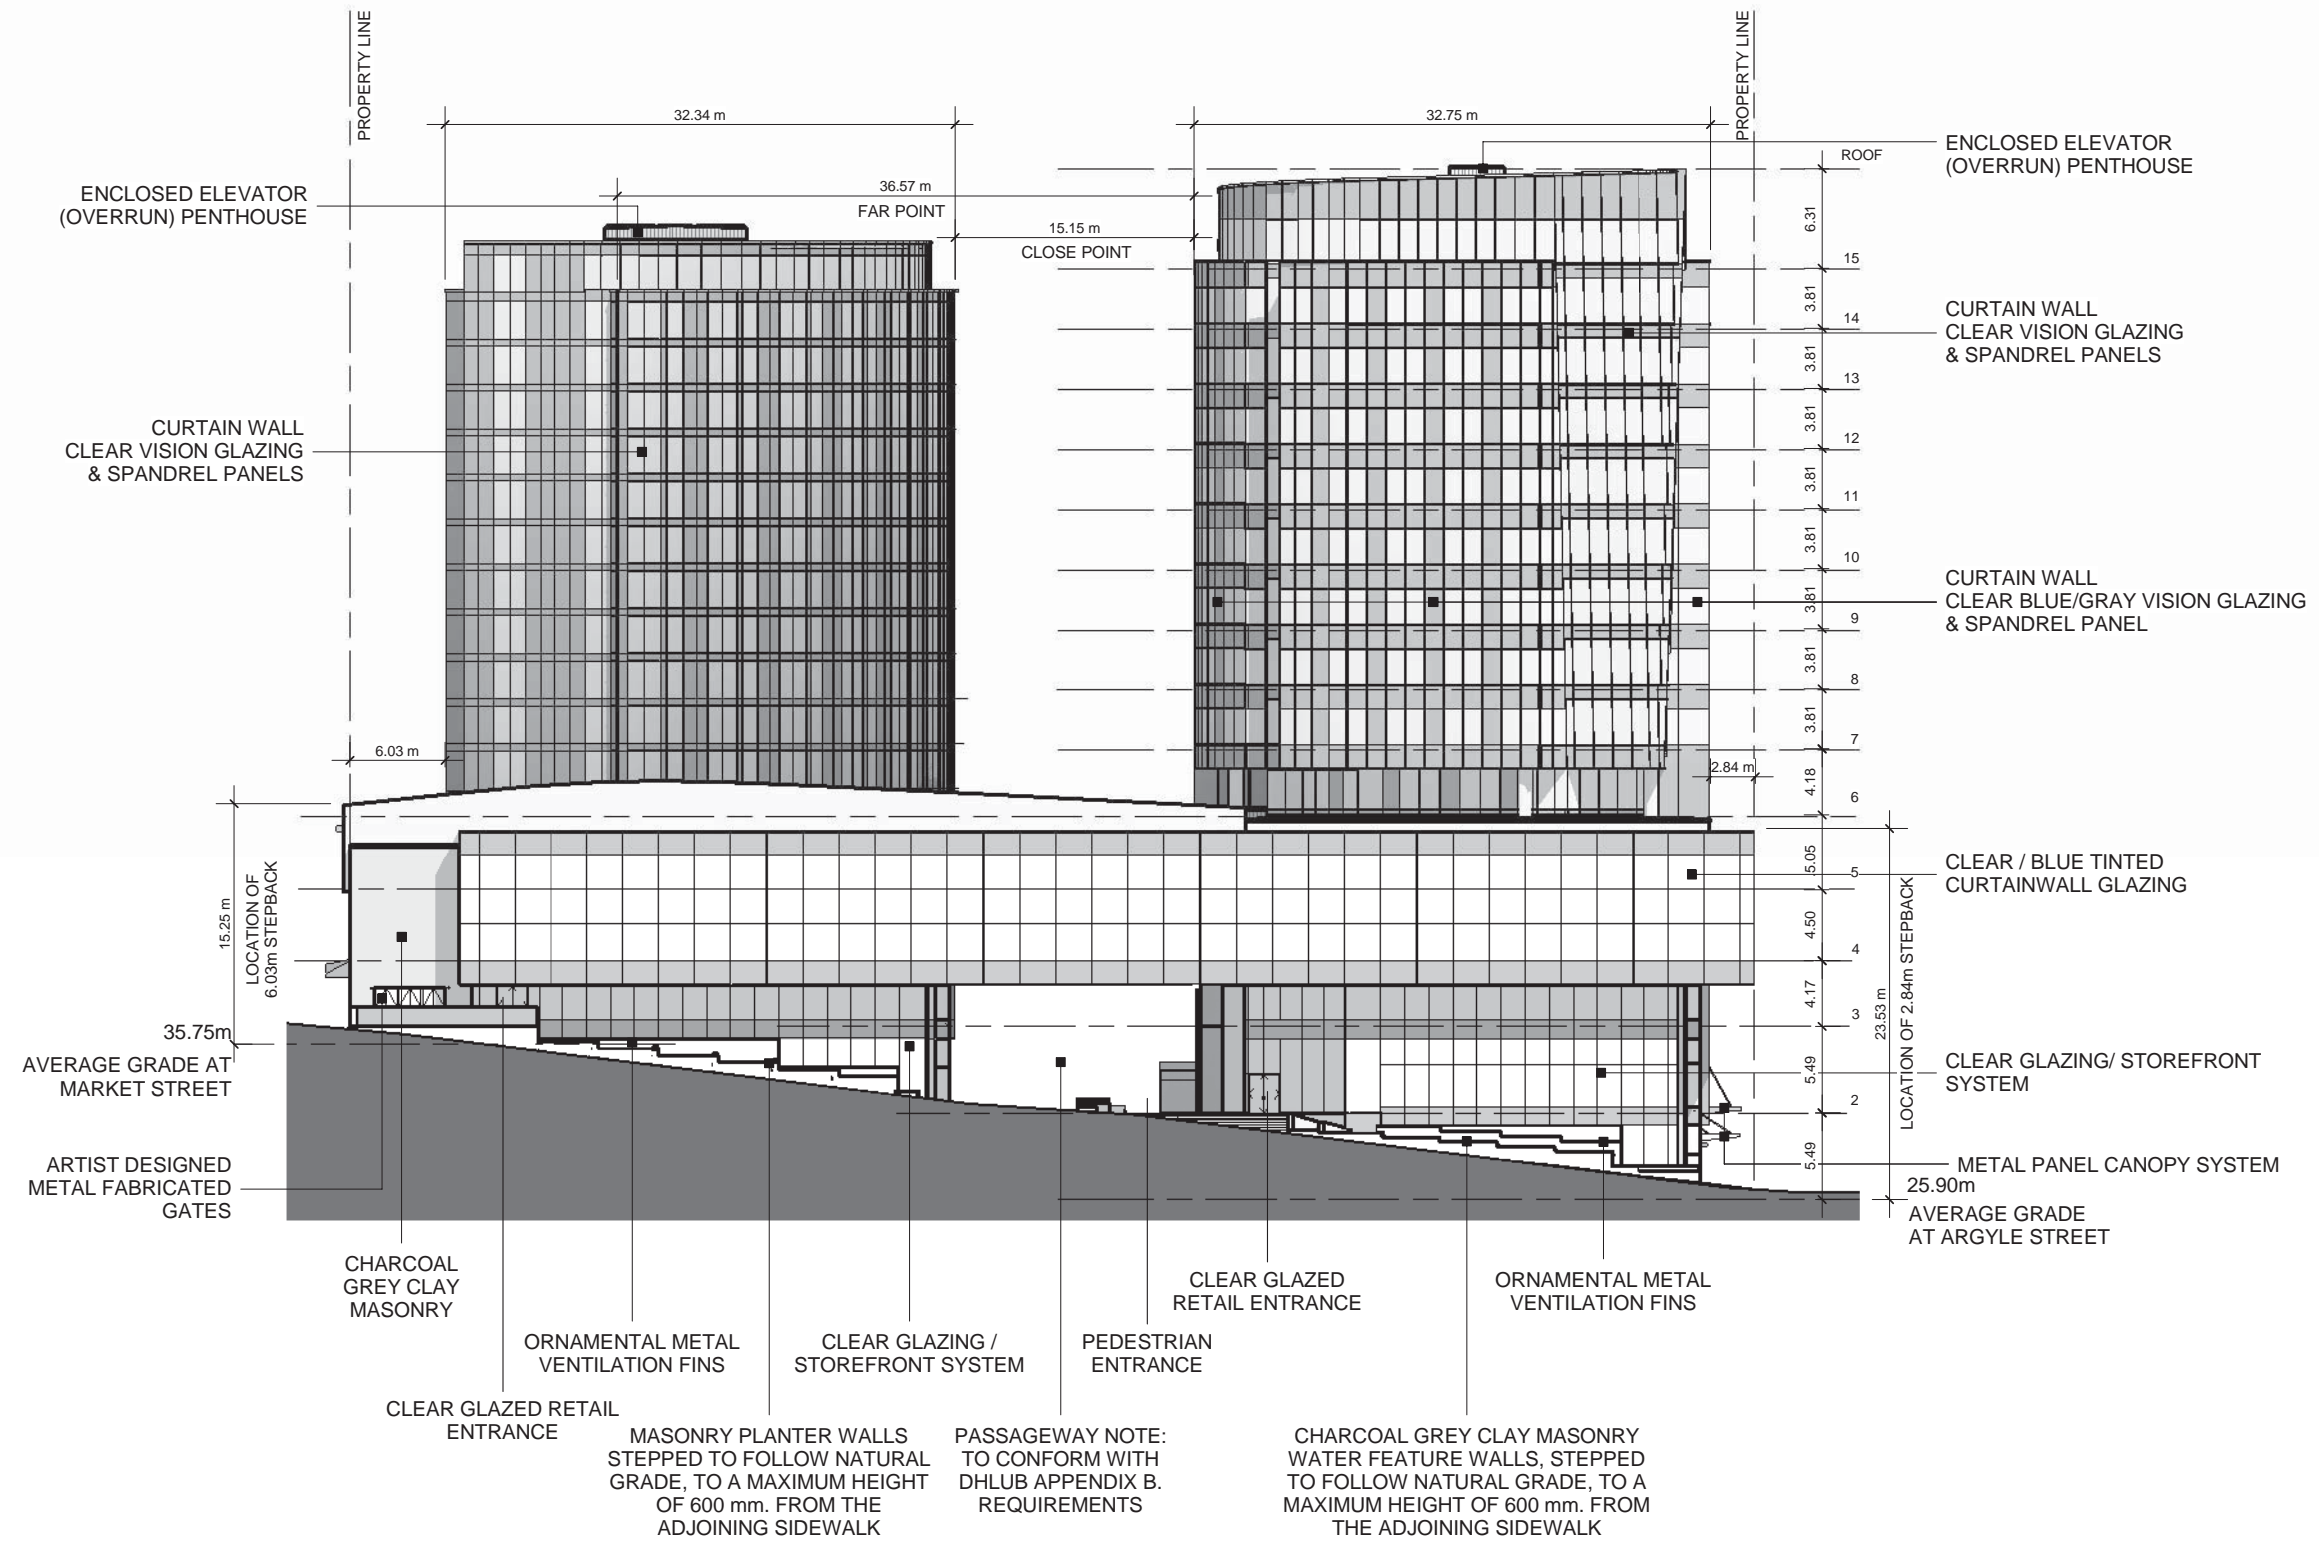 PROPERTY LINE
PROPERTY LINE
32.34 m
32.75 m
ENCLOSED ELEVATOR
(OVERRUN) PENTHOUSE
ROOF
ENCLOSED ELEVATOR
(OVERRUN) PENTHOUSE
36.57 m
FAR POINT
15.15 m
CLOSE POINT
6.31
15
3.81
14
CURTAIN WALL
CLEAR VISION GLAZING
& SPANDREL PANELS
3.81
13
3.81
12
CURTAIN WALL
CLEAR VISION GLAZING
& SPANDREL PANELS
3.81
11
3.81
10
3.81
CURTAIN WALL
CLEAR BLUE/GRAY VISION GLAZING
& SPANDREL PANEL
9
3.81
8
3.81
7
6.03 m
2.84 m
4.18
6
15.25 m
LOCATION OF
6.03m STEPBACK
5.05
5
CLEAR / BLUE TINTED
CURTAINWALL GLAZING
4.50
4
4.17
3
23.53 m
LOCATION OF 2.84m STEPBACK
35.75m
AVERAGE GRADE AT
MARKET STREET
5.49
2
CLEAR GLAZING/ STOREFRONT
SYSTEM
5.49
METAL PANEL CANOPY SYSTEM
25.90m
AVERAGE GRADE
AT ARGYLE STREET
ARTIST DESIGNED
METAL FABRICATED
GATES
CHARCOAL
GREY CLAY
MASONRY
CLEAR GLAZED
RETAIL ENTRANCE
ORNAMENTAL METAL
VENTILATION FINS
ORNAMENTAL METAL
VENTILATION FINS
CLEAR GLAZING /
STOREFRONT SYSTEM
PEDESTRIAN
ENTRANCE
CLEAR GLAZED RETAIL
ENTRANCE
MASONRY PLANTER WALLS
STEPPED TO FOLLOW NATURAL
GRADE, TO A MAXIMUM HEIGHT
OF 600 mm. FROM THE
ADJOINING SIDEWALK
PASSAGEWAY NOTE:
TO CONFORM WITH
DHLUB APPENDIX B.
REQUIREMENTS
CHARCOAL GREY CLAY MASONRY
WATER FEATURE WALLS, STEPPED
TO FOLLOW NATURAL GRADE, TO A
MAXIMUM HEIGHT OF 600 mm. FROM
THE ADJOINING SIDEWALK